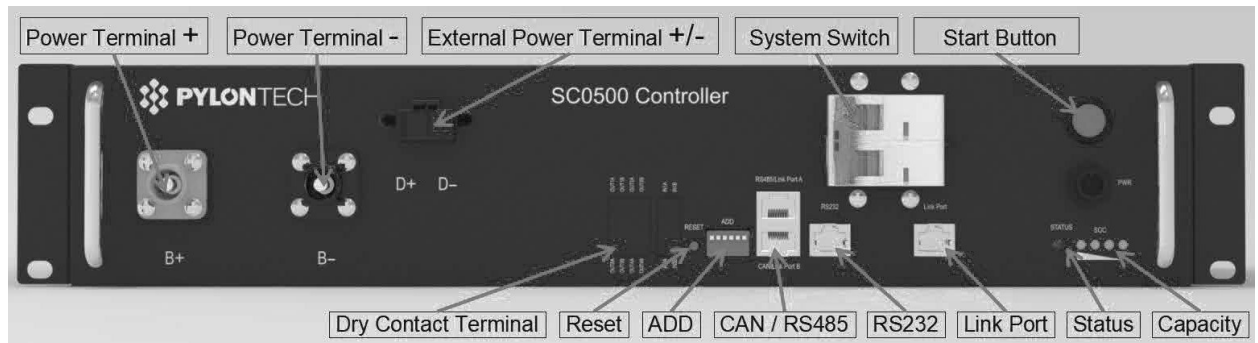 Power Terminal +
Power Terminal -
External Power Terminal +/-
System Switch
Start Button
PYLONTECH
SC0500 Controller
D+ D-
B+
B-
RS485/Link Port A
RESET
ADD
CAN/Link Port B
RS232
Link Port
PWR
STATUS
SOC
Dry Contact Terminal
Reset
ADD
CAN / RS485
RS232
Link Port
Status
Capacity